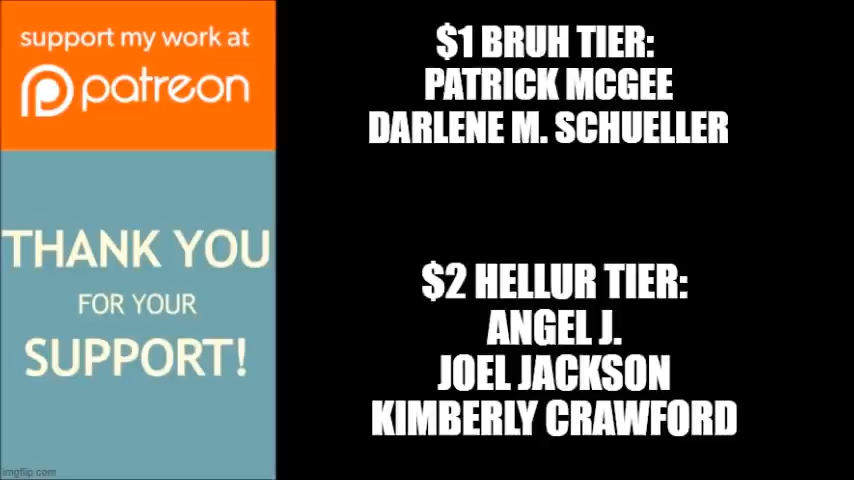 support my work at
patreon
THANK YOU
FOR YOUR
SUPPORT!
imgflip.com
$1 BRUH TIER:
PATRICK MCGEE
DARLENE M. SCHUELLER
$2 HELLUR TIER:
ANGEL J.
JOEL JACKSON
KIMBERLY CRAWFORD